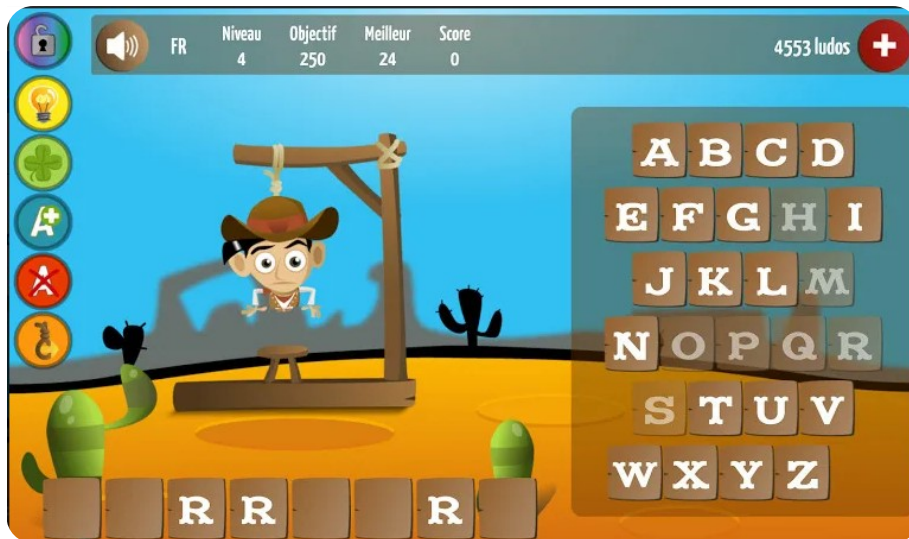 FR
Niveau Objectif Meilleur Score
4 250 24 0
4553 ludos +
A B C D
E F G H I
J K L M
N O P Q R
S T U V
W X Y Z
A+
A
R R R